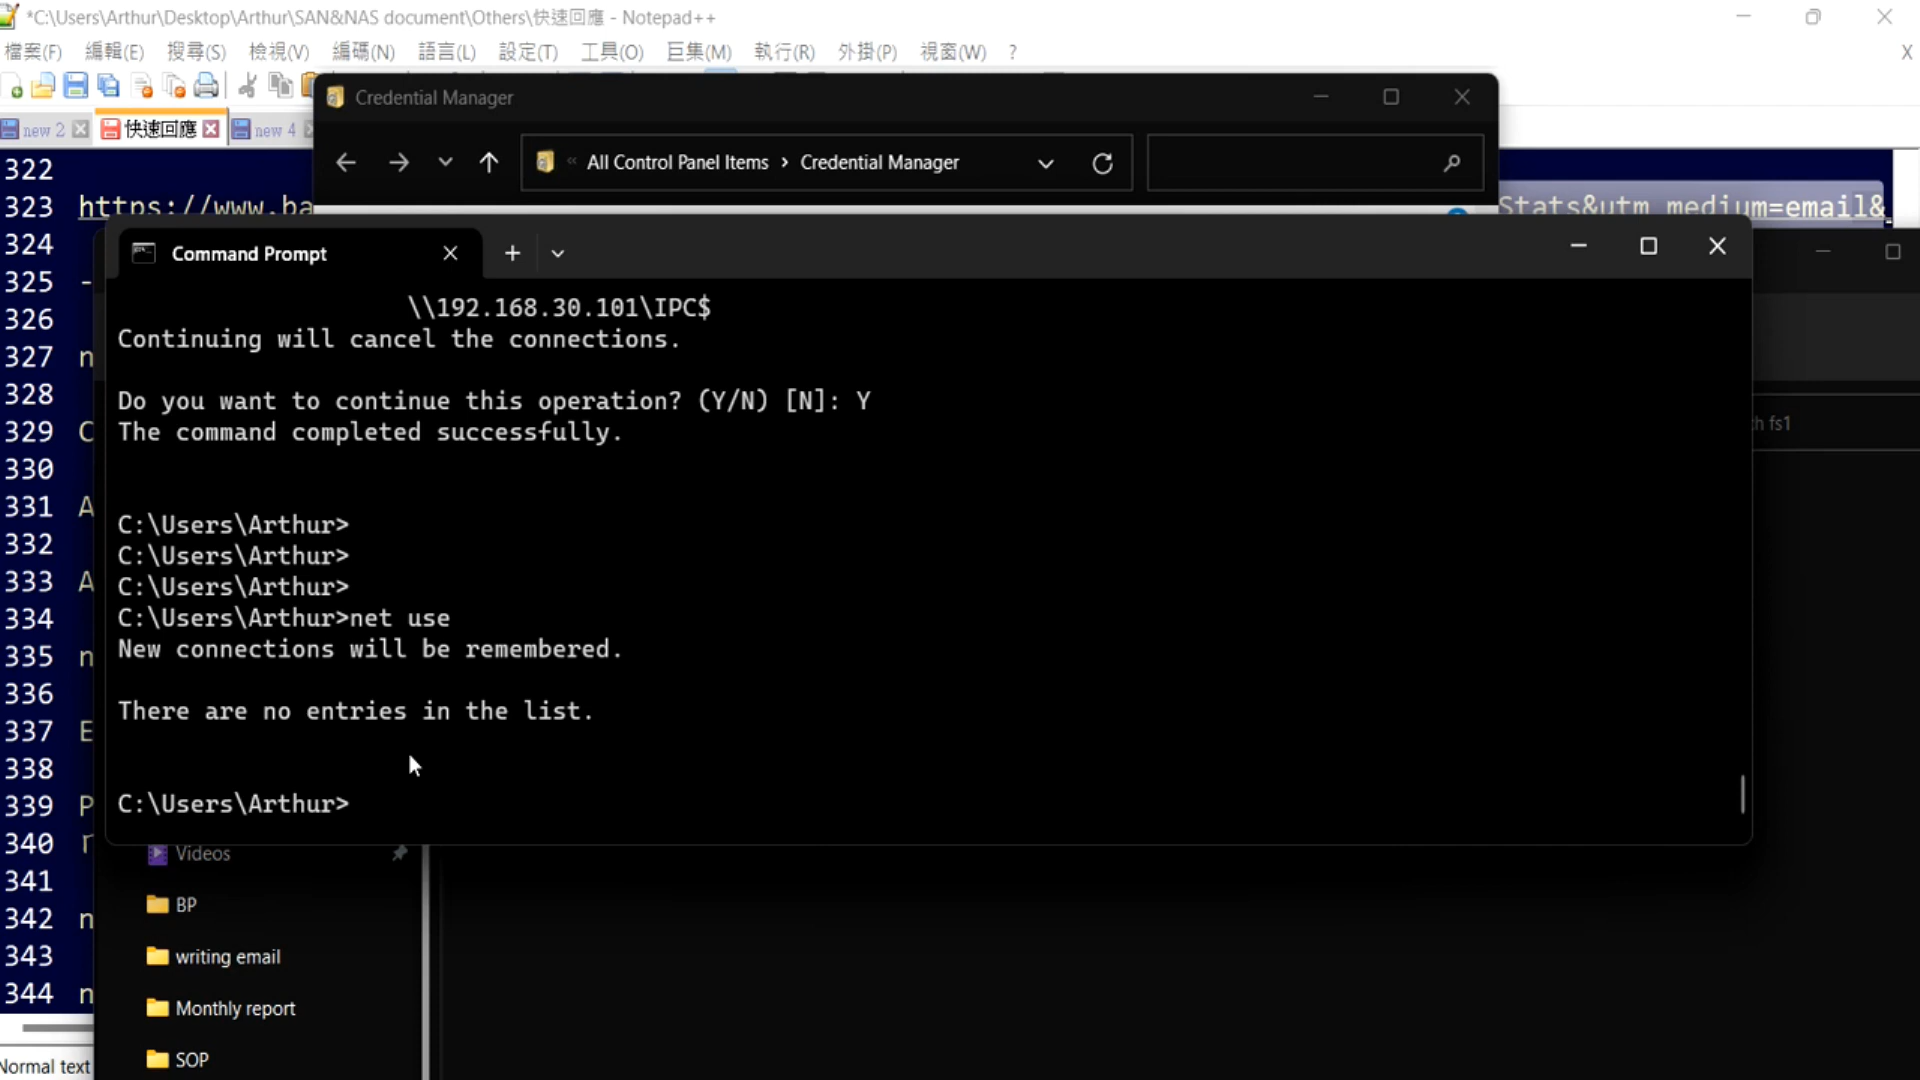 *C:\Users\Arthur\Desktop\Arthur\SAN&NAS document\Others\快速回應 - Notepad++
檔案(F) 編輯(E) 搜尋(S) 檢視(V) 編碼(N) 語言(L) 設定(T) 工具(O) 巨集(M) 執行(R) 外掛(P) 視窗(W) ? X
new 2 快速回應 new 4
Credential Manager
All Control Panel Items > Credential Manager
322
323 https://www.ba Stats&utm_medium=email&
324
325 -
326
327 n
328
329 C
330
331 A
332
333 A
334
335 n
336
337 E
338
339 P
340
341
342 n
343
344 n
Normal text
Command Prompt
\\192.168.30.101\IPC$
Continuing will cancel the connections.
Do you want to continue this operation? (Y/N) [N]: Y
The command completed successfully.
C:\Users\Arthur>
C:\Users\Arthur>
C:\Users\Arthur>
C:\Users\Arthur>net use
New connections will be remembered.
There are no entries in the list.
C:\Users\Arthur>
h fs1
Videos
BP
writing email
Monthly report
SOP